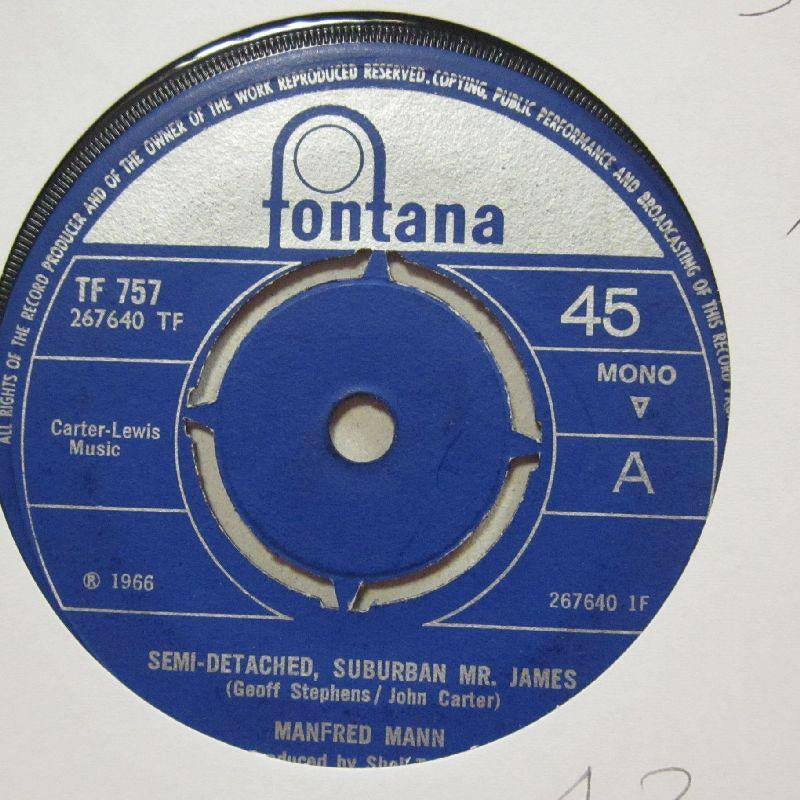 ALL RIGHTS OF THE RECORD PRODUCER AND OF THE OWNER OF THE WORK REPRODUCED RESERVED. COPYING, PUBLIC PERFORMANCE AND BROADCASTING OF THIS RECORD
fontana
TF 757
267640 TF
45
MONO
Carter-Lewis
Music
A
℗ 1966
267640 1F
SEMI-DETACHED, SUBURBAN MR. JAMES
(Geoff Stephens / John Carter)
MANFRED MANN
by